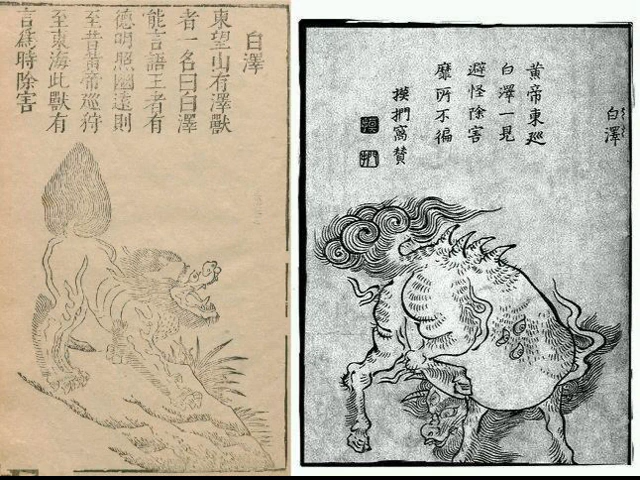 白澤
東望山有澤獸
者一名曰白澤
能言語王者有
德明照幽遠則
至昔黃帝巡狩
至東海此獸有
言爲時除害
白澤
黄帝東巡
白澤一見
避怪除害
靡所不徧
摸捫窩賛